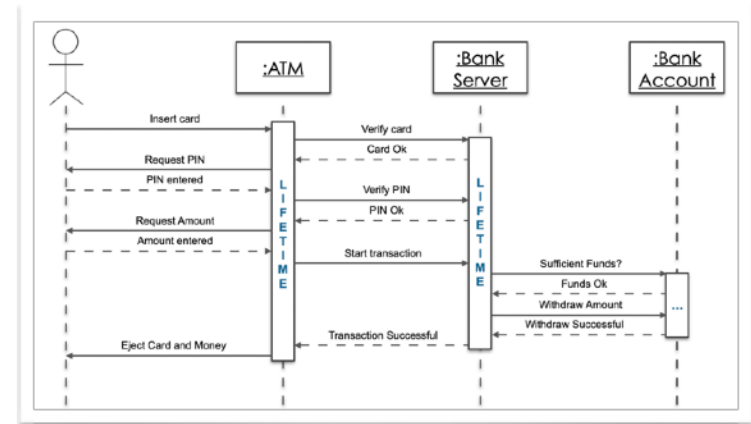 :ATM
:Bank
Server
:Bank
Account
Insert card
Verify card
Card Ok
Request PIN
PIN entered
Verify PIN
PIN Ok
Request Amount
Amount entered
Start transaction
Sufficient Funds?
Funds Ok
Withdraw Amount
Withdraw Successful
Transaction Successful
Eject Card and Money
LIFETIME
LIFETIME
...